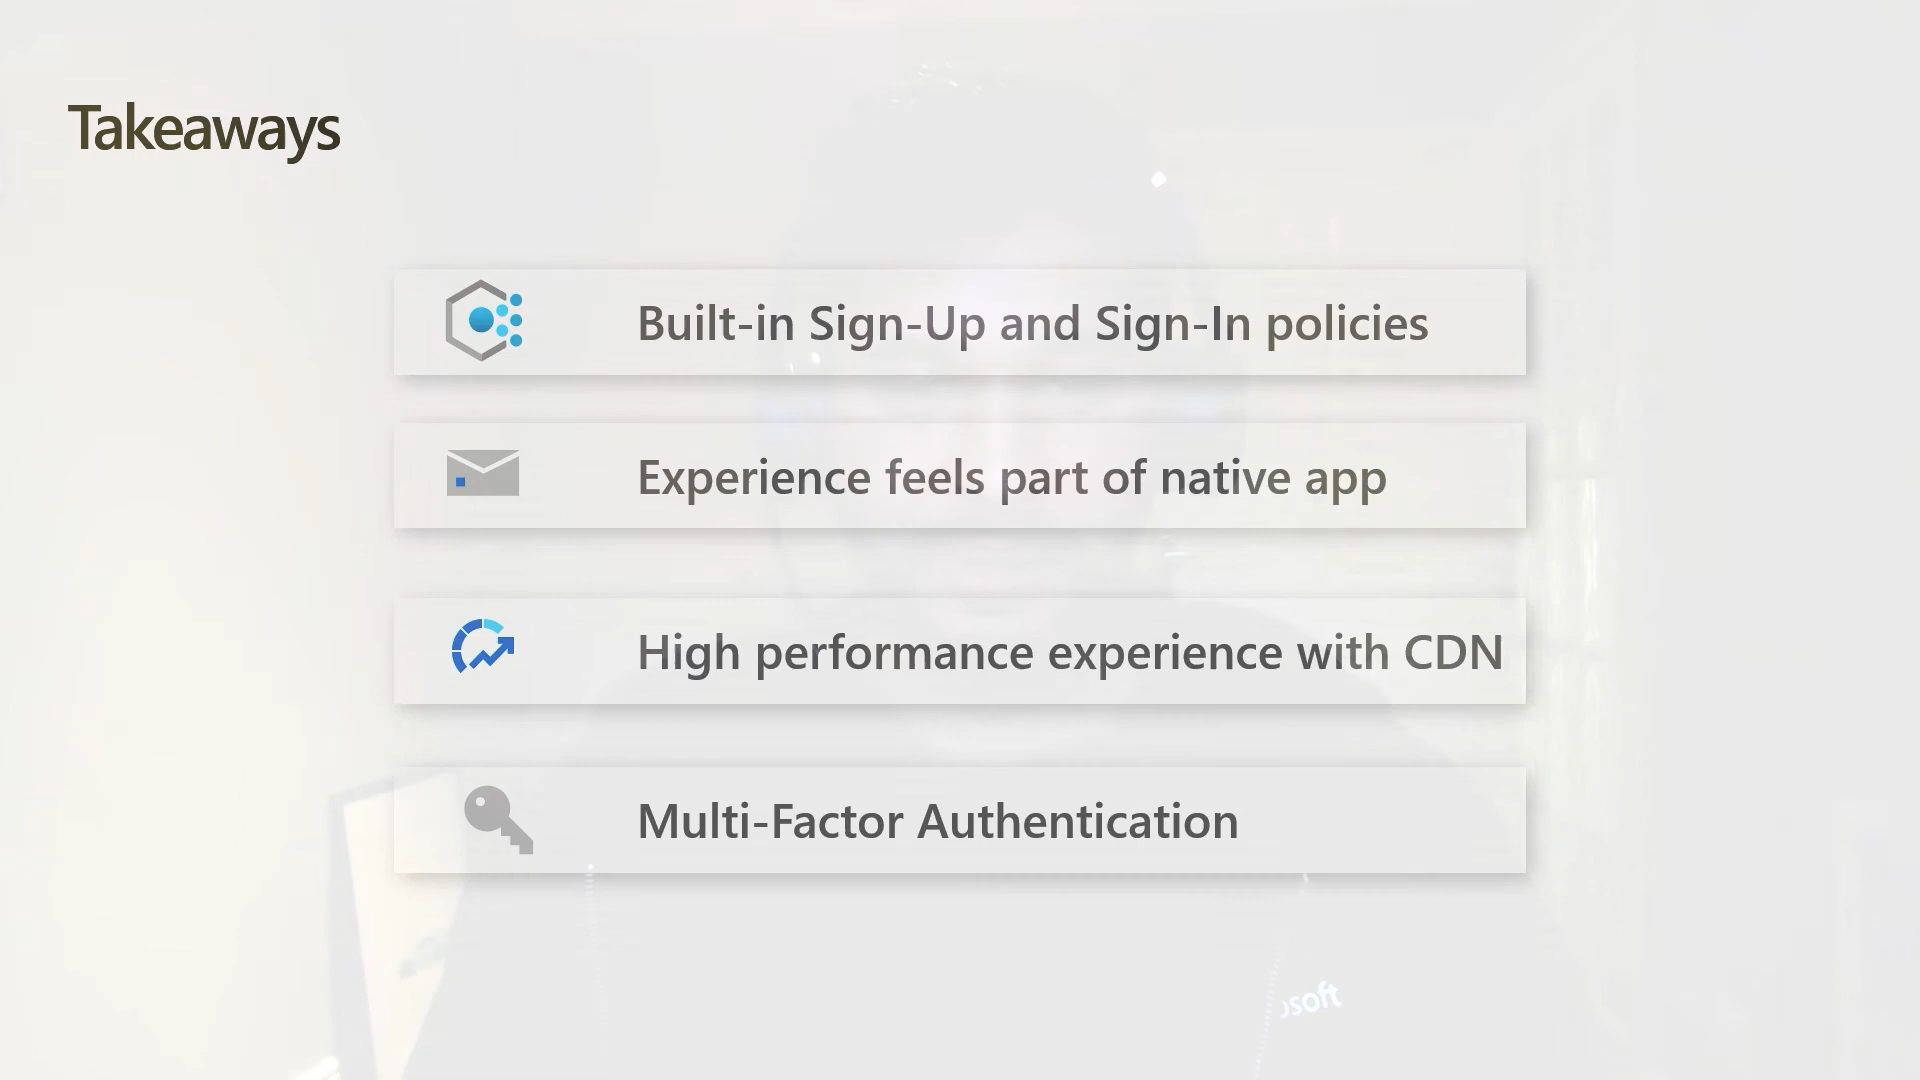 Takeaways
Built-in Sign-Up and Sign-In policies
Experience feels part of native app
High performance experience with CDN
Multi-Factor Authentication
osoft